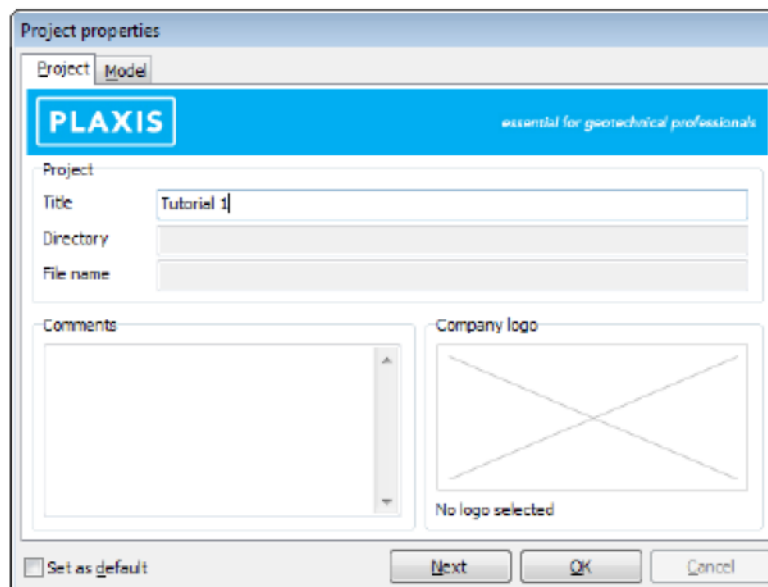 Project properties
Project Model
PLAXIS essential for geotechnical professionals
Project
Title Tutorial 1
Directory
File name
Comments Company logo
No logo selected
Set as default Next OK Cancel